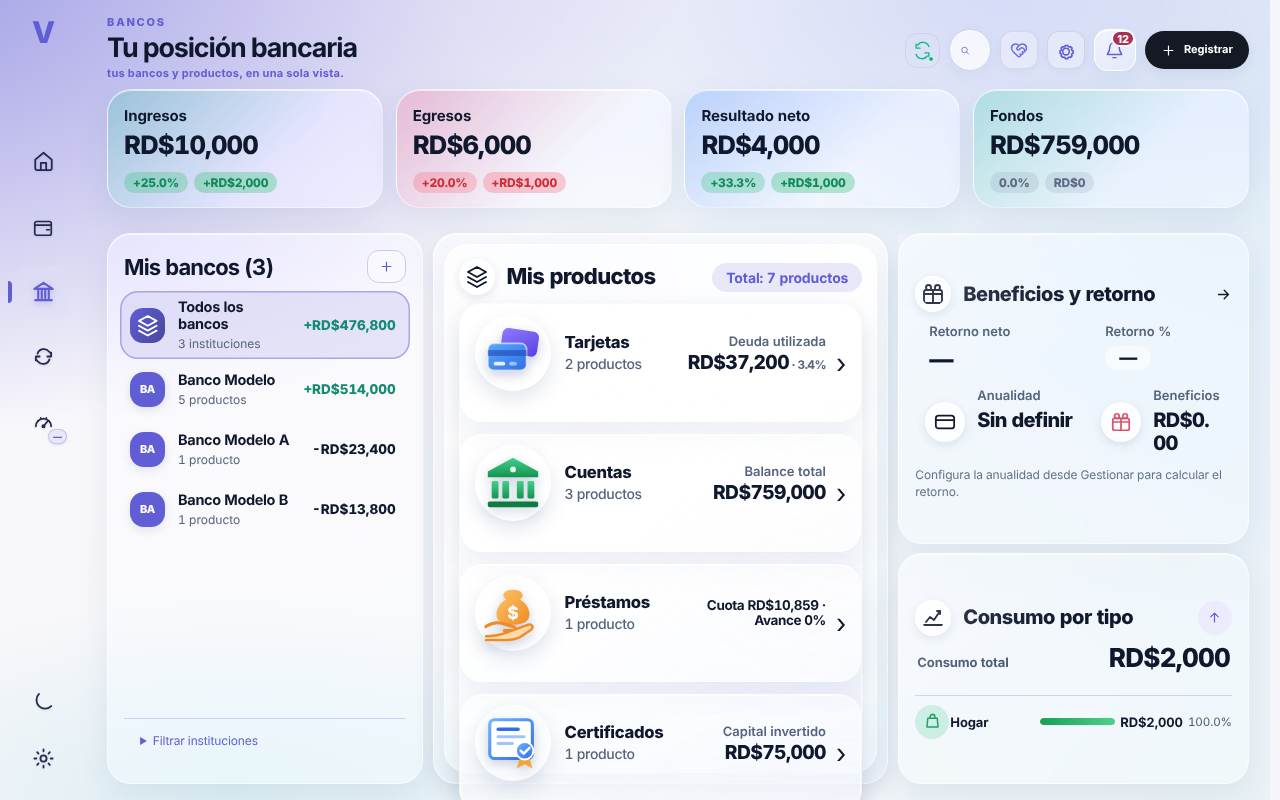 V
BANCOS
Tu posición bancaria
tus bancos y productos, en una sola vista.
12
Registrar
Ingresos
RD$10,000
+25.0% +RD$2,000
Egresos
RD$6,000
+20.0% +RD$1,000
Resultado neto
RD$4,000
+33.3% +RD$1,000
Fondos
RD$759,000
0.0% RD$0
Mis bancos (3)
+
Todos los
bancos
3 instituciones
+RD$476,800
BA
Banco Modelo
5 productos
+RD$514,000
BA
Banco Modelo A
1 producto
-RD$23,400
BA
Banco Modelo B
1 producto
-RD$13,800
Filtrar instituciones
Mis productos
Total: 7 productos
Tarjetas
2 productos
Deuda utilizada
RD$37,200 · 3.4%
Cuentas
3 productos
Balance total
RD$759,000
$
Préstamos
1 producto
Cuota RD$10,859 ·
Avance 0%
Certificados
1 producto
Capital invertido
RD$75,000
Beneficios y retorno
Retorno neto
—
Retorno %
—
Anualidad
Sin definir
Beneficios
RD$0.
00
Configura la anualidad desde Gestionar para calcular el
retorno.
Consumo por tipo
Consumo total
RD$2,000
Hogar
RD$2,000 100.0%